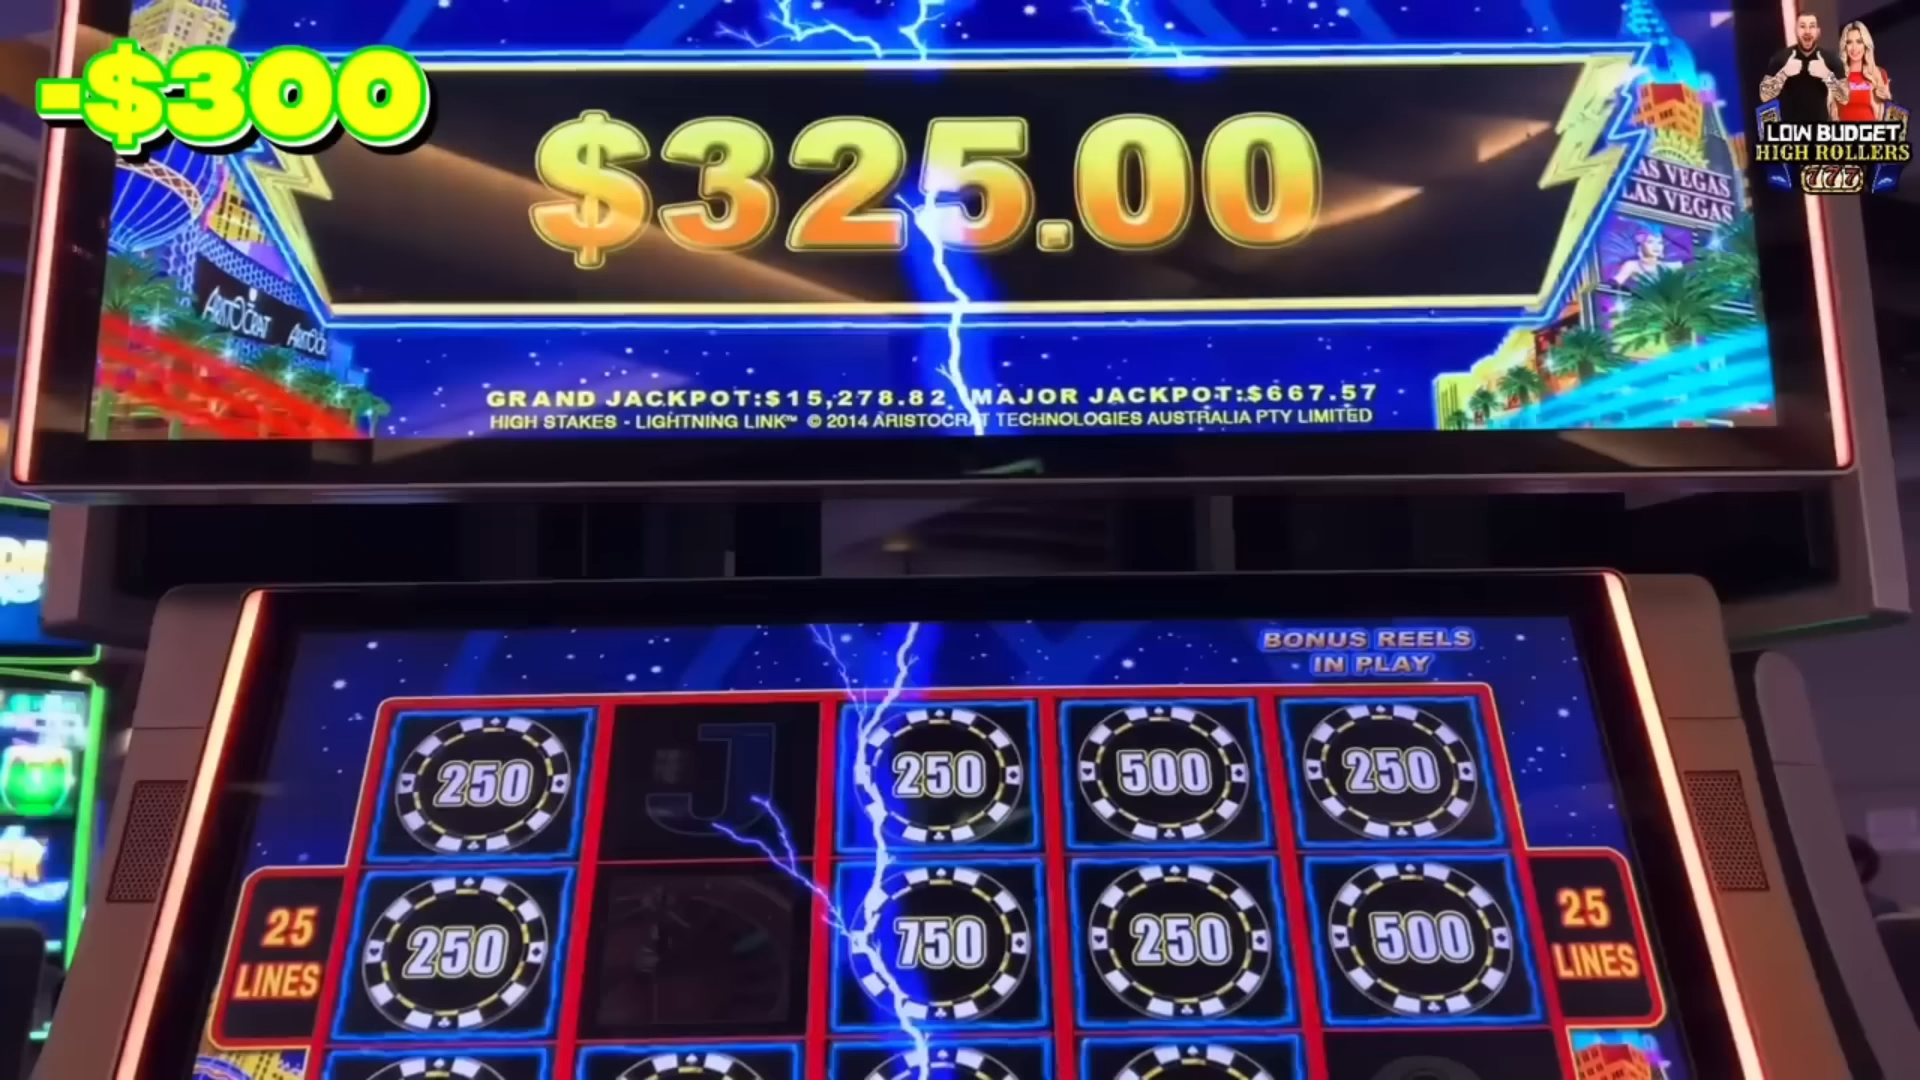 -$300
$325.00
LOW BUDGET
HIGH ROLLERS
777
LAS VEGAS
LAS VEGAS
ARISTOCRAT
GRAND JACKPOT:$15,278.82 MAJOR JACKPOT:$667.57
HIGH STAKES - LIGHTNING LINK™ © 2014 ARISTOCRAT TECHNOLOGIES AUSTRALIA PTY LIMITED
BONUS REELS
IN PLAY
250 J 250 500 250
250 750 250 500
25
LINES
25
LINES